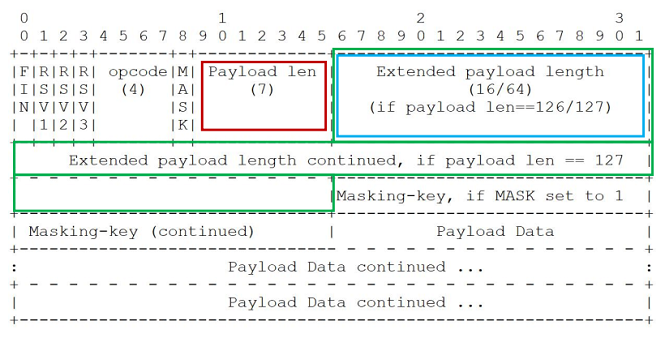 0                   1                   2                   3
0 1 2 3 4 5 6 7 8 9 0 1 2 3 4 5 6 7 8 9 0 1 2 3 4 5 6 7 8 9 0 1
+-+-+-+-+-------+-+-------------+-------------------------------+
|F|R|R|R| opcode|M| Payload len |    Extended payload length    |
|I|S|S|S|  (4)  |A|     (7)     |             (16/64)           |
|N|V|V|V|       |S|             |   (if payload len==126/127)   |
| |1|2|3|       |K|             |                               |
+-+-+-+-+-------+-+-------------+ - - - - - - - - - - - - - - - +
Extended payload length continued, if payload len == 127
+ - - - - - - - - - - - - - - - +-------------------------------+
|Masking-key, if MASK set to 1  |
+-------------------------------+-------------------------------+
| Masking-key (continued)       |          Payload Data         |
+-------------------------------- - - - - - - - - - - - - - - - +
:                     Payload Data continued ...                :
+ - - - - - - - - - - - - - - - - - - - - - - - - - - - - - - - +
|                     Payload Data continued ...                |
+---------------------------------------------------------------+